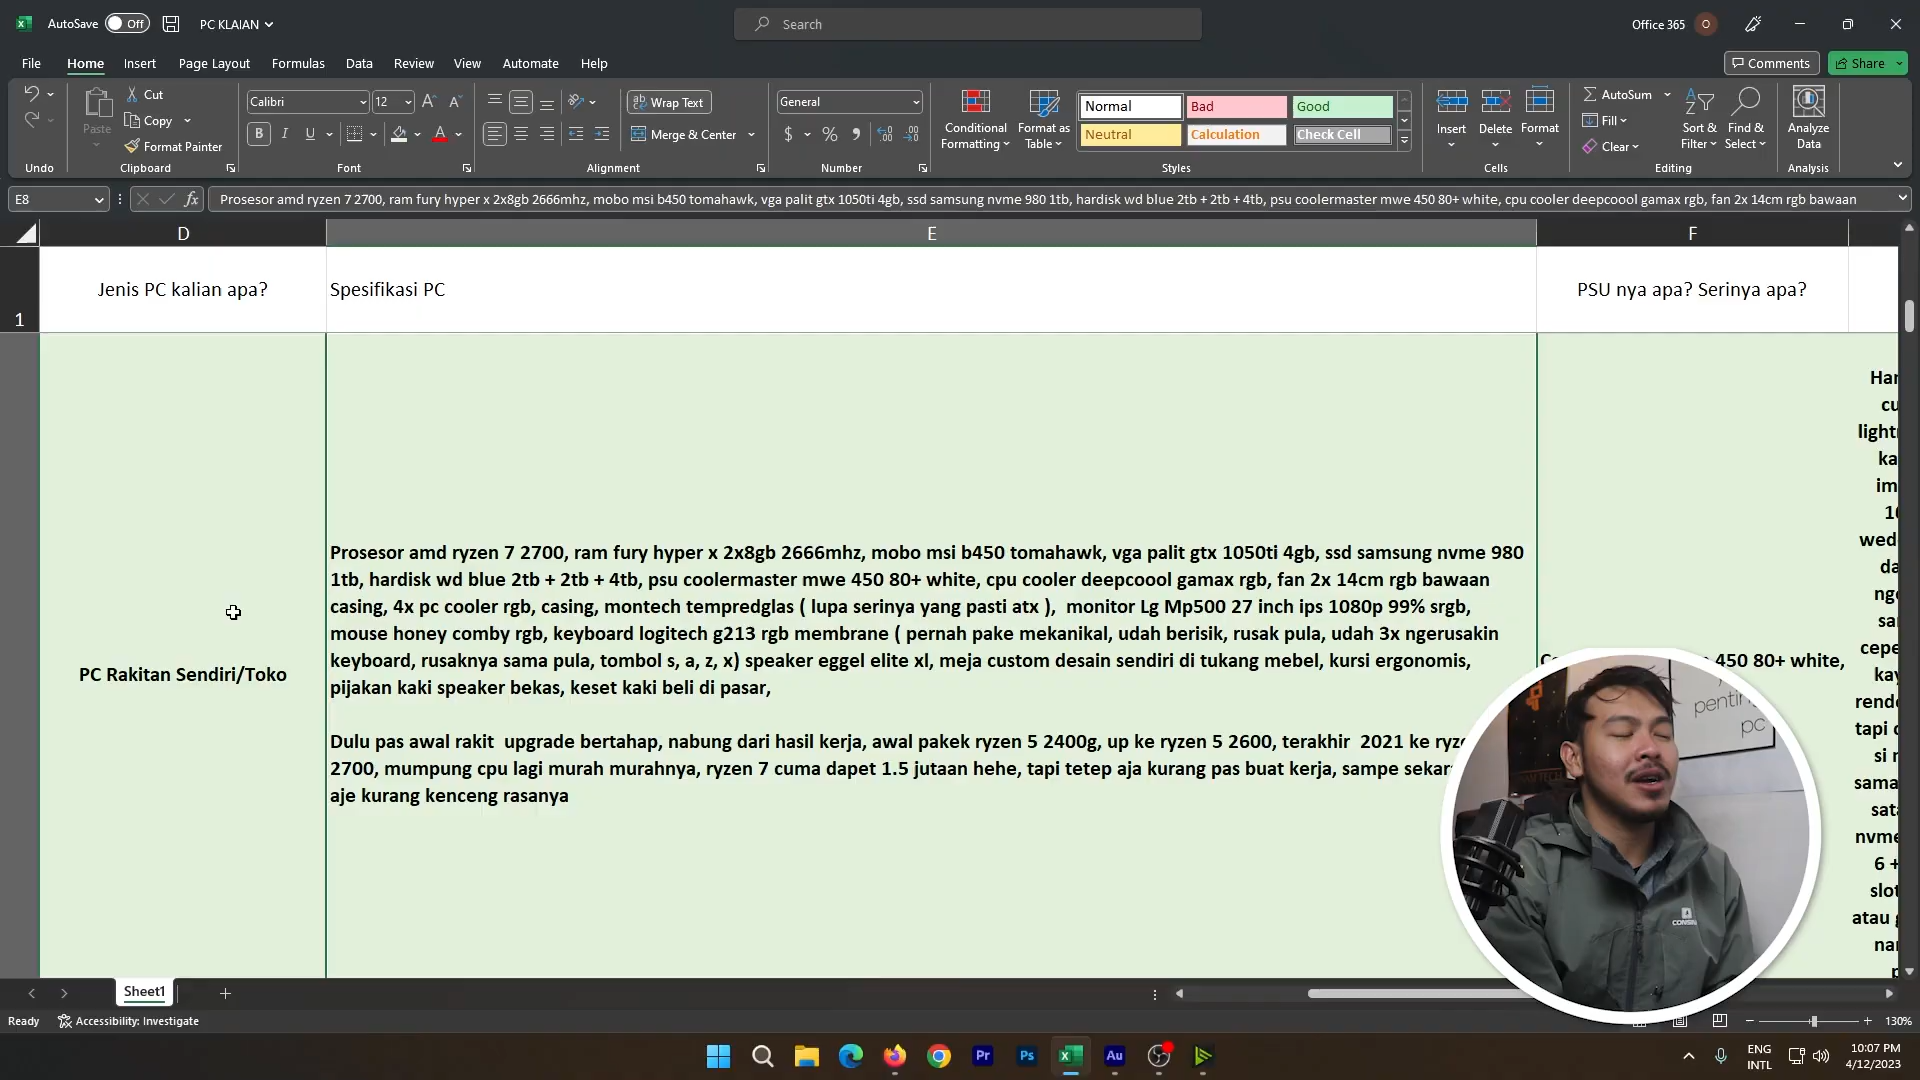 AutoSave Off PC KLAIAN Search Office 365 O
File Home Insert Page Layout Formulas Data Review View Automate Help Comments Share
Paste Cut Copy Format Painter
Calibri 12 B I U A
Wrap Text Merge & Center
General $ %
Conditional Formatting Format as Table
Normal Bad Good
Neutral Calculation Check Cell
Insert Delete Format
AutoSum Fill Clear
Sort & Filter Find & Select Analyze Data
Undo Clipboard Font Alignment Number Styles Cells Editing Analysis
E8 fx Prosesor amd ryzen 7 2700, ram fury hyper x 2x8gb 2666mhz, mobo msi b450 tomahawk, vga palit gtx 1050ti 4gb, ssd samsung nvme 980 1tb, hardisk wd blue 2tb + 2tb + 4tb, psu coolermaster mwe 450 80+ white, cpu cooler deepcoool gamax rgb, fan 2x 14cm rgb bawaan
D E F
1 Jenis PC kalian apa? Spesifikasi PC PSU nya apa? Serinya apa?
PC Rakitan Sendiri/Toko
Prosesor amd ryzen 7 2700, ram fury hyper x 2x8gb 2666mhz, mobo msi b450 tomahawk, vga palit gtx 1050ti 4gb, ssd samsung nvme 980
1tb, hardisk wd blue 2tb + 2tb + 4tb, psu coolermaster mwe 450 80+ white, cpu cooler deepcoool gamax rgb, fan 2x 14cm rgb bawaan
casing, 4x pc cooler rgb, casing, montech tempredglas ( lupa serinya yang pasti atx ),  monitor Lg Mp500 27 inch ips 1080p 99% srgb,
mouse honey comby rgb, keyboard logitech g213 rgb membrane ( pernah pake mekanikal, udah berisik, rusak pula, udah 3x ngerusakin
keyboard, rusaknya sama pula, tombol s, a, z, x) speaker eggel elite xl, meja custom desain sendiri di tukang mebel, kursi ergonomis,
pijakan kaki speaker bekas, keset kaki beli di pasar,
Dulu pas awal rakit  upgrade bertahap, nabung dari hasil kerja, awal pakek ryzen 5 2400g, up ke ryzen 5 2600, terakhir  2021 ke
2700, mumpung cpu lagi murah murahnya, ryzen 7 cuma dapet 1.5 jutaan hehe, tapi tetep aja kurang pas buat kerja, sampe
aje kurang kenceng rasanya
450 80+ white,
penting
pc
Sheet1
Ready Accessibility: Investigate 130%
Pr Ps Au
ENG
INTL
10:07 PM
4/12/2023